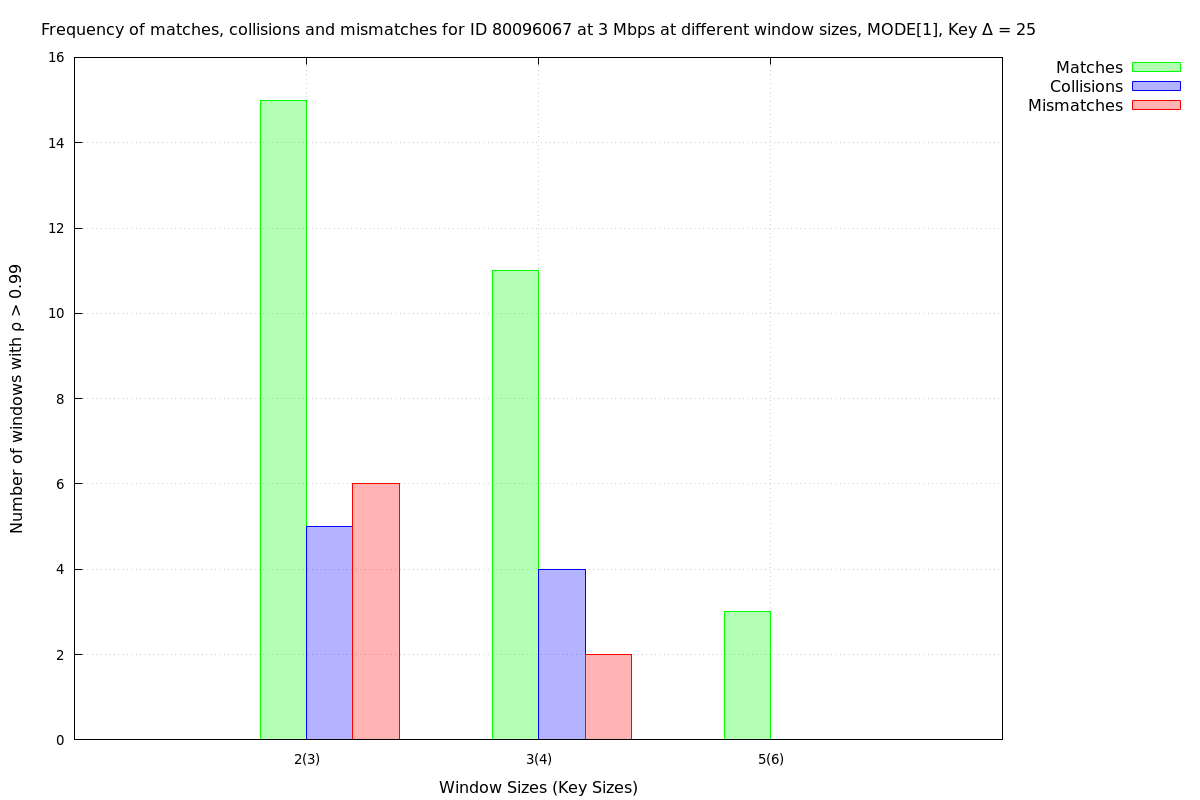 Frequency of matches, collisions and mismatches for ID 80096067 at 3 Mbps at different window sizes, MODE[1], Key Δ = 25
Matches
Collisions
Mismatches
Number of windows with ρ > 0.99
16
14
12
10
8
6
4
2
0
2(3) 3(4) 5(6)
Window Sizes (Key Sizes)